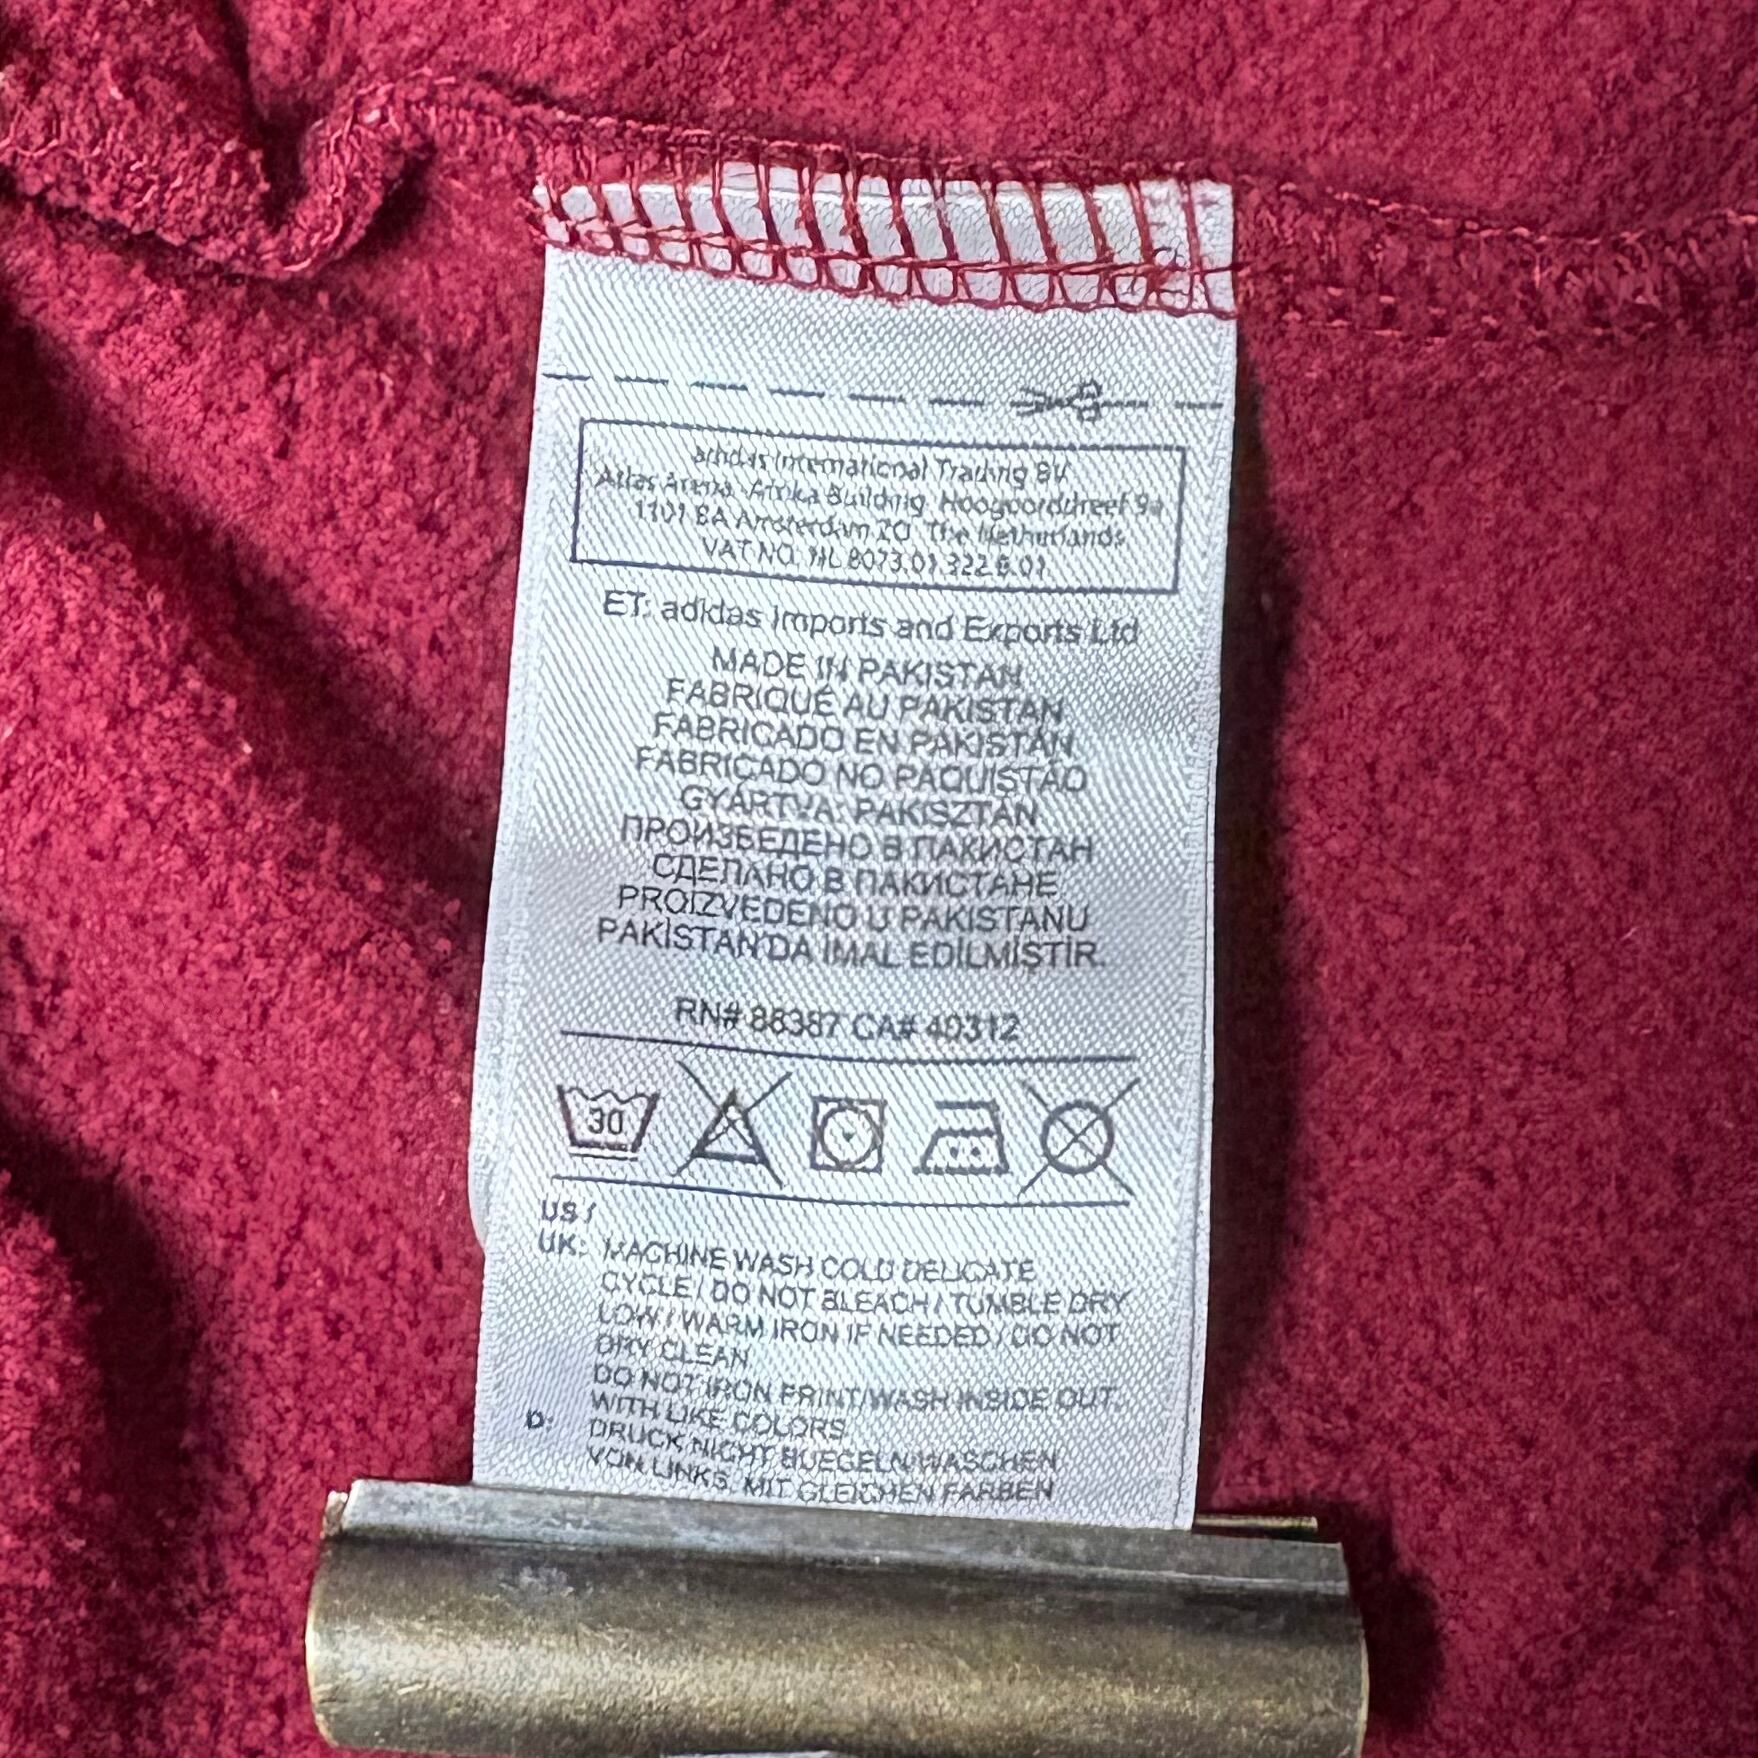 adidas International Trading BV
Atlas Arena, Afrika Building, Hoogoorddreef 9a
1101 BA Amsterdam ZO The Netherlands
VAT NO. NL 8073.01.322.B.01
ET: adidas Imports and Exports Ltd
MADE IN PAKISTAN
FABRIQUÉ AU PAKISTAN
FABRICADO EN PAKISTÁN
FABRICADO NO PAQUISTÃO
GYÁRTVA: PAKISZTÁN
ПРОИЗВЕДЕНО В ПАКИСТАН
СДЕЛАНО В ПАКИСТАНЕ
PROIZVEDENO U PAKISTANU
PAKİSTAN'DA İMAL EDİLMİŞTİR.
RN# 88387 CA# 40312
30
US /
UK: MACHINE WASH COLD DELICATE
CYCLE / DO NOT BLEACH / TUMBLE DRY
LOW / WARM IRON IF NEEDED / DO NOT
DRY CLEAN
DO NOT IRON PRINT/WASH INSIDE OUT,
WITH LIKE COLORS
D: DRUCK NICHT BUEGELN/WASCHEN
VON LINKS, MIT GLEICHEN FARBEN